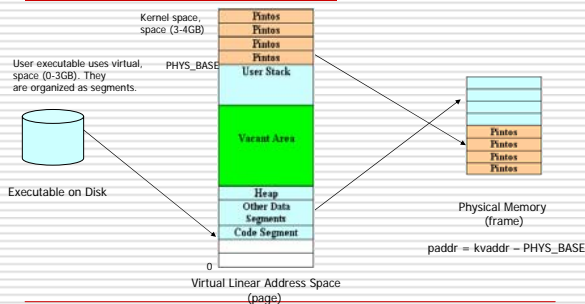 Kernel space,
space (3-4GB)
Pintos
Pintos
Pintos
Pintos
PHYS_BASE
User Stack
User executable uses virtual,
space (0-3GB). They
are organized as segments.
Vacant Area
Executable on Disk
Heap
Other Data
Segments
Code Segment
0
Virtual Linear Address Space
(page)
Pintos
Pintos
Pintos
Pintos
Physical Memory
(frame)
paddr = kvaddr – PHYS_BASE